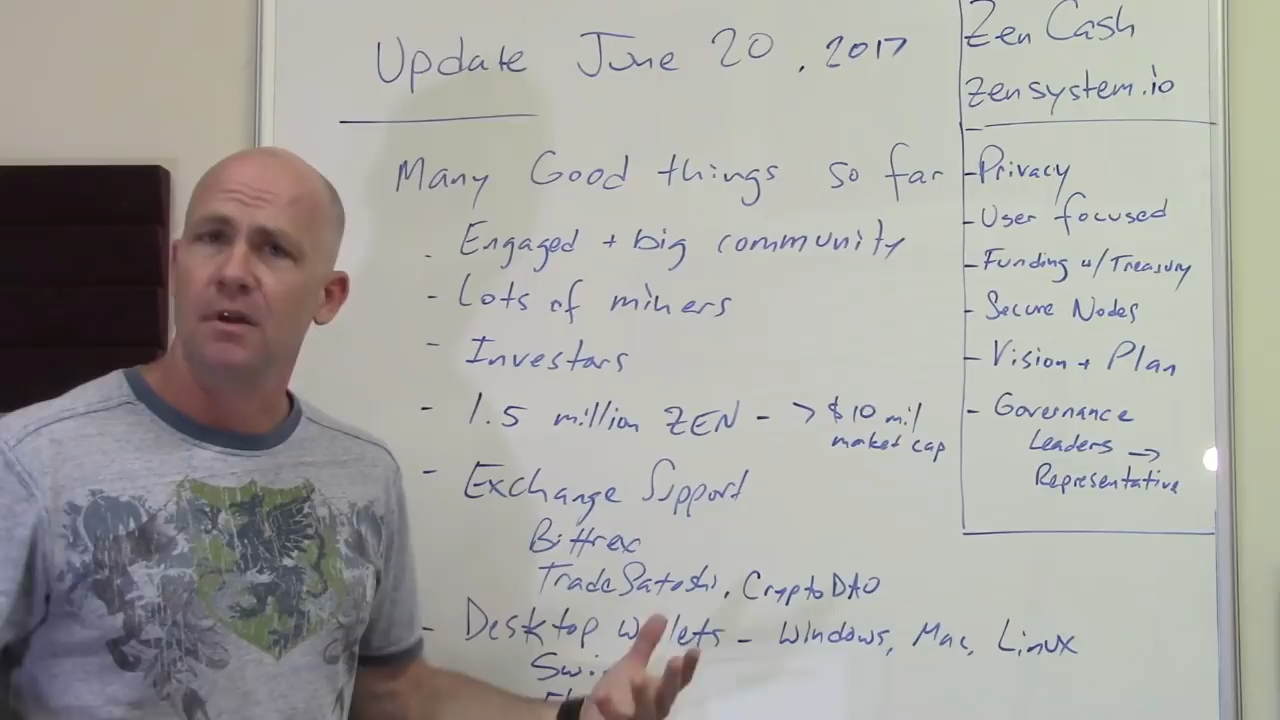 Update June 20, 2017
Many Good things so far
- Engaged + big community
- Lots of miners
- Investors
- 1.5 million ZEN - > $10 mil
market cap
- Exchange Support
Bittrex
TradeSatoshi, CryptoDAO
- Desktop - Windows, Mac, Linux
Zen Cash
zensystem.io
- Privacy
- User focused
- Funding w/ Treasury
- Secure Nodes
- Vision + Plan
- Governance
Leaders →
Representative